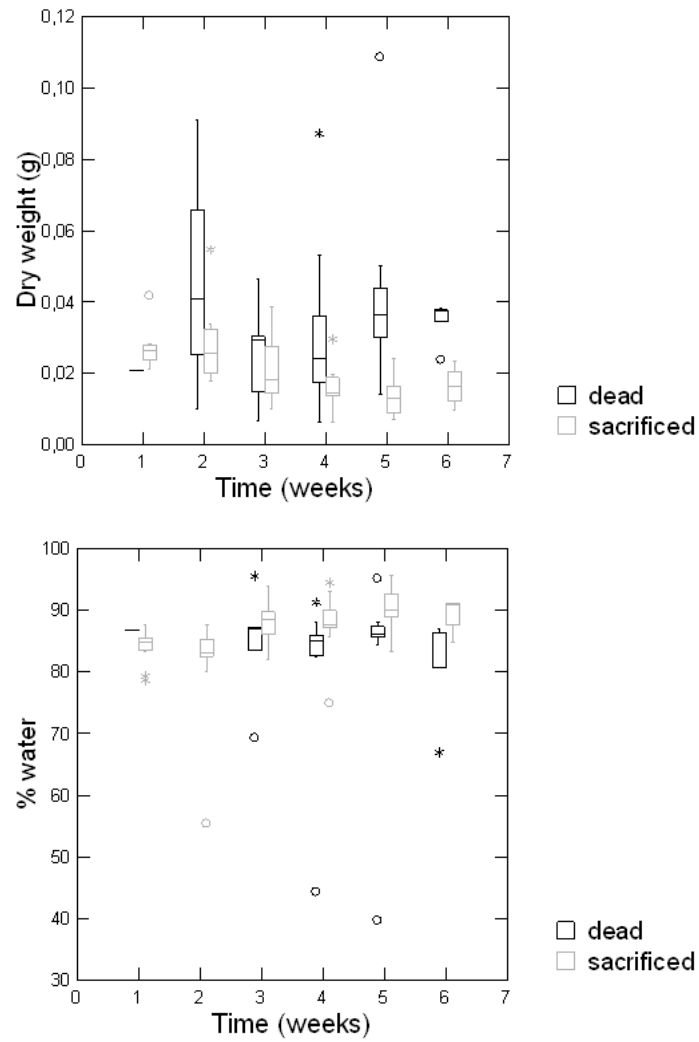 0,12
0,10
0,08
0,06
0,04
0,02
0,00
Dry weight (g)
0 1 2 3 4 5 6 7
Time (weeks)
dead
sacrificed
100
90
80
70
60
50
40
30
% water
0 1 2 3 4 5 6 7
Time (weeks)
dead
sacrificed